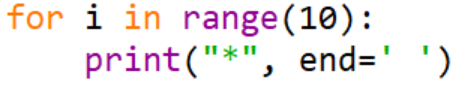 for i in range(10):
    print("*", end=' ')